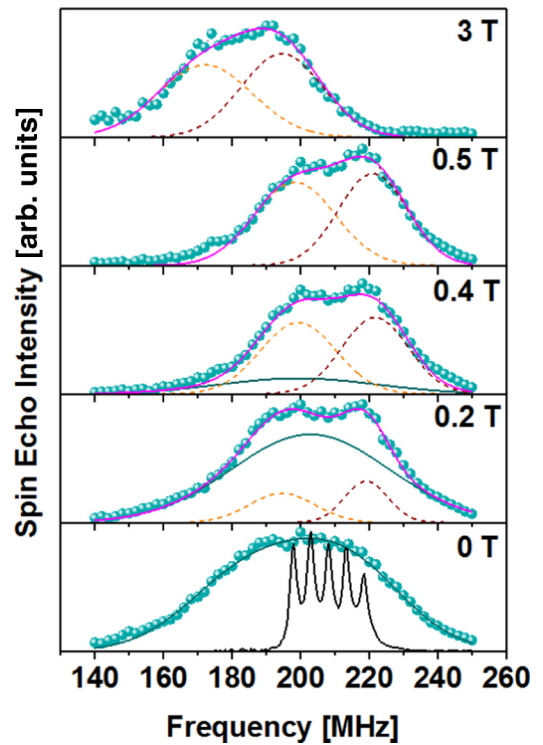 3 T
0.5 T
0.4 T
0.2 T
0 T
Spin Echo Intensity [arb. units]
140 160 180 200 220 240 260
Frequency [MHz]